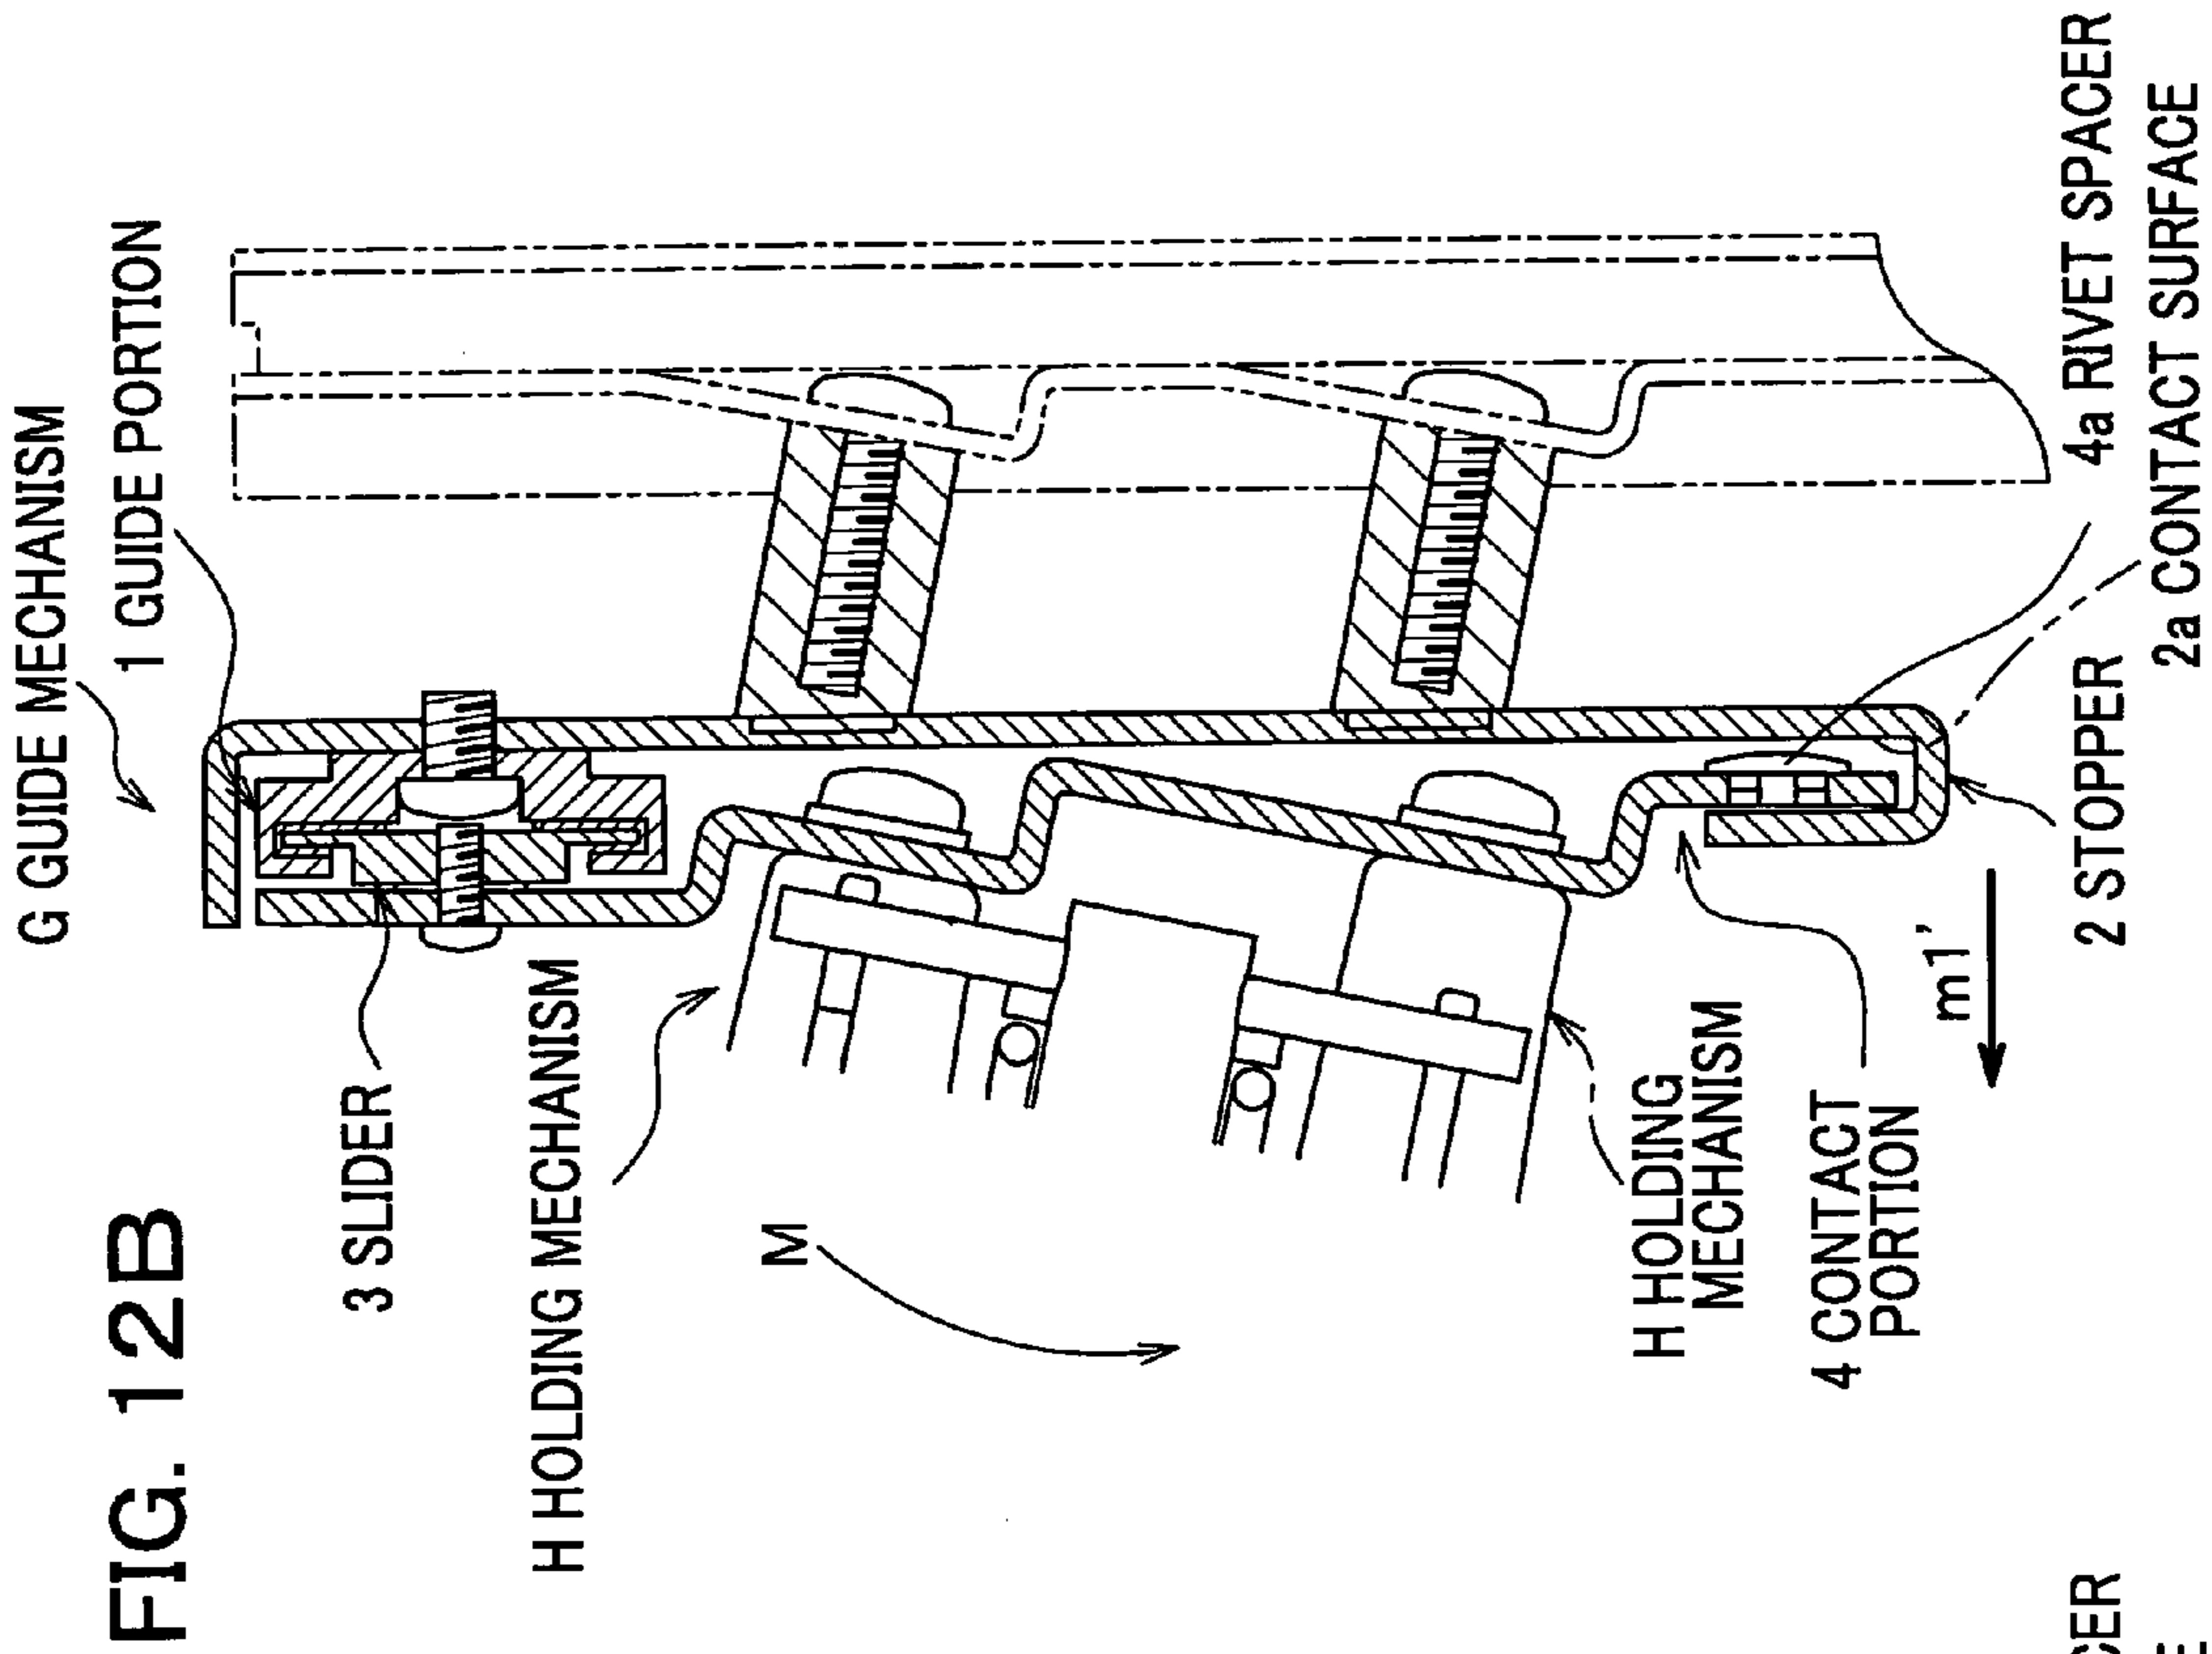 FIG. 12B
G GUIDE MECHANISM
1 GUIDE PORTION
3 SLIDER
H HOLDING MECHANISM
M
H HOLDING
MECHANISM
4 CONTACT
PORTION
m1'
2 STOPPER
4a RIVET SPACER
2a CONTACT SURFACE